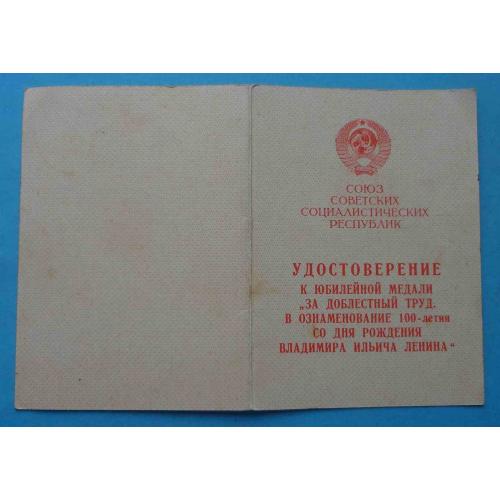 СОЮЗ
СОВЕТСКИХ
СОЦИАЛИСТИЧЕСКИХ
РЕСПУБЛИК
УДОСТОВЕРЕНИЕ
К ЮБИЛЕЙНОЙ МЕДАЛИ
„ЗА ДОБЛЕСТНЫЙ ТРУД.
В ОЗНАМЕНОВАНИЕ 100-летия
СО ДНЯ РОЖДЕНИЯ
ВЛАДИМИРА ИЛЬИЧА ЛЕНИНА“